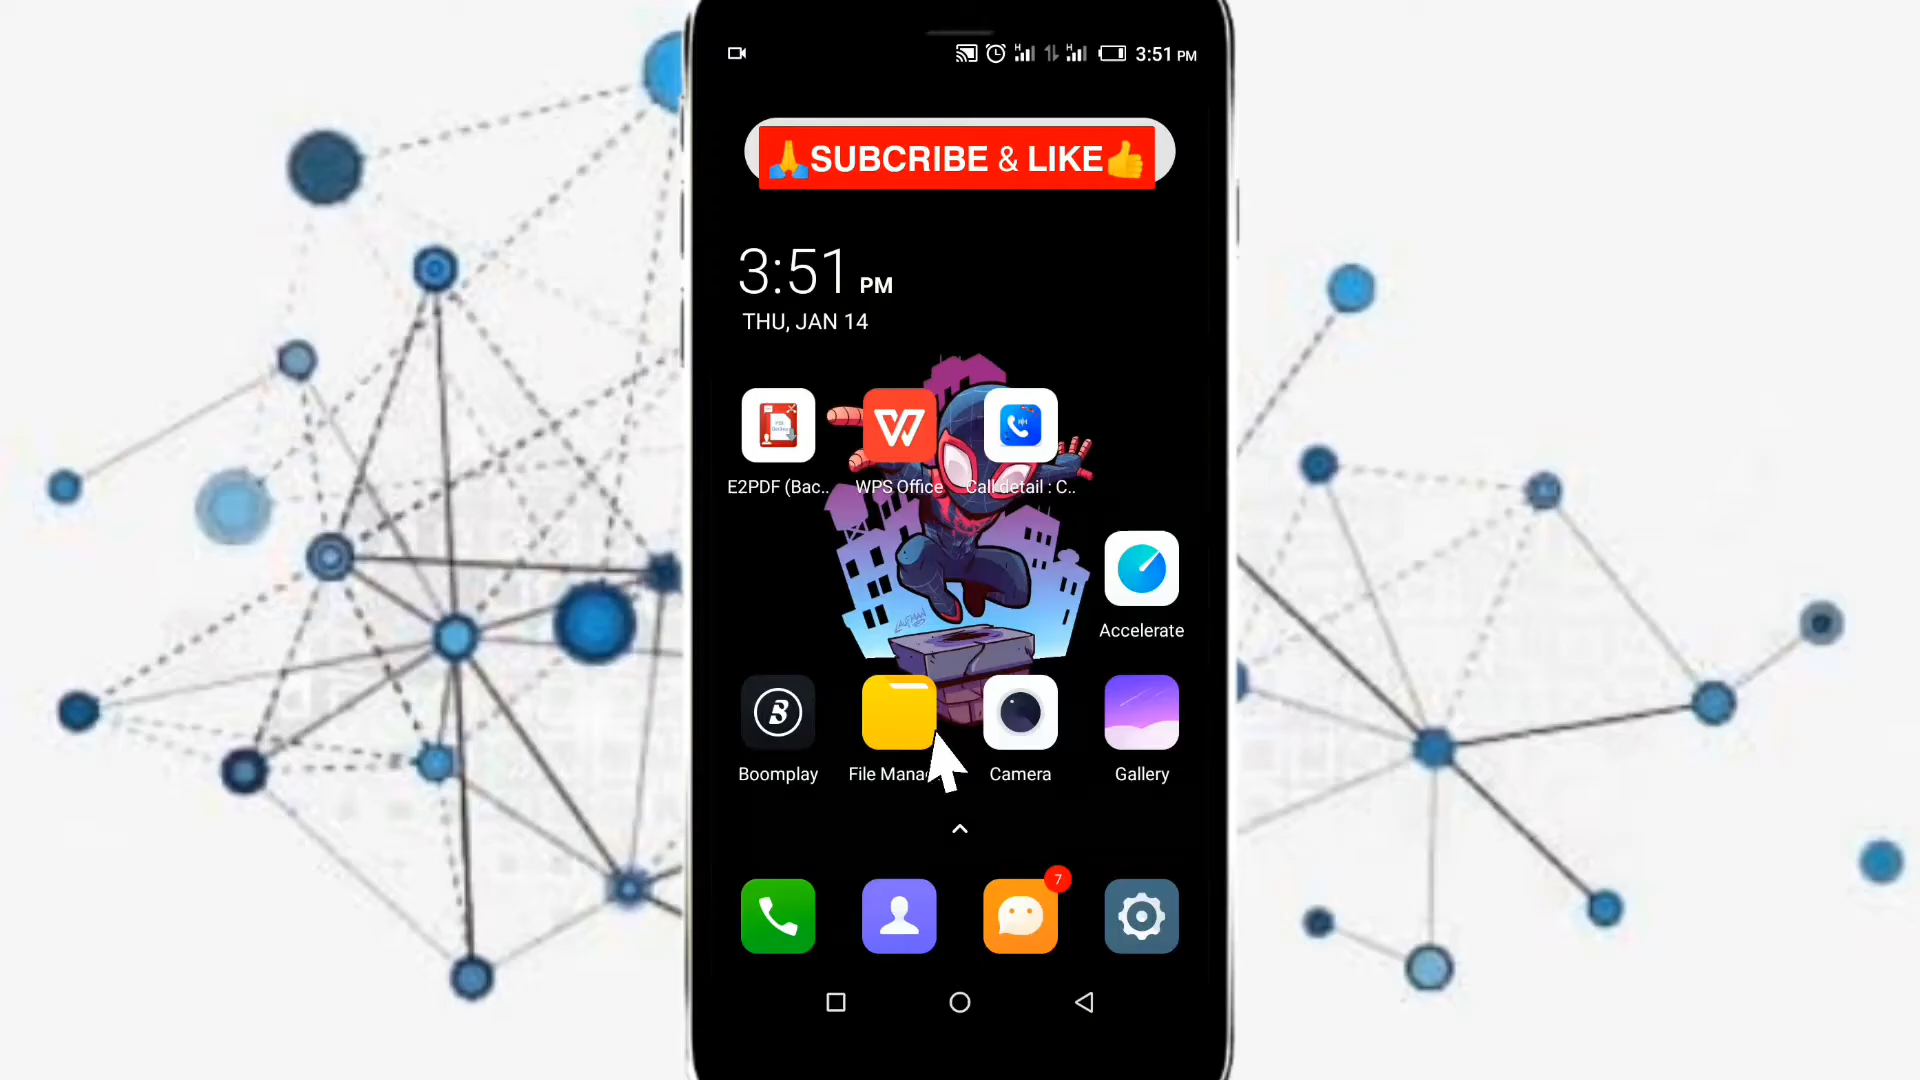 3:51 PM
🙏SUBCRIBE & LIKE👍
3:51 PM
THU, JAN 14
E2PDF (Bac.. WPS Office Call detail : C..
Accelerate
Boomplay File Mana Camera Gallery
7